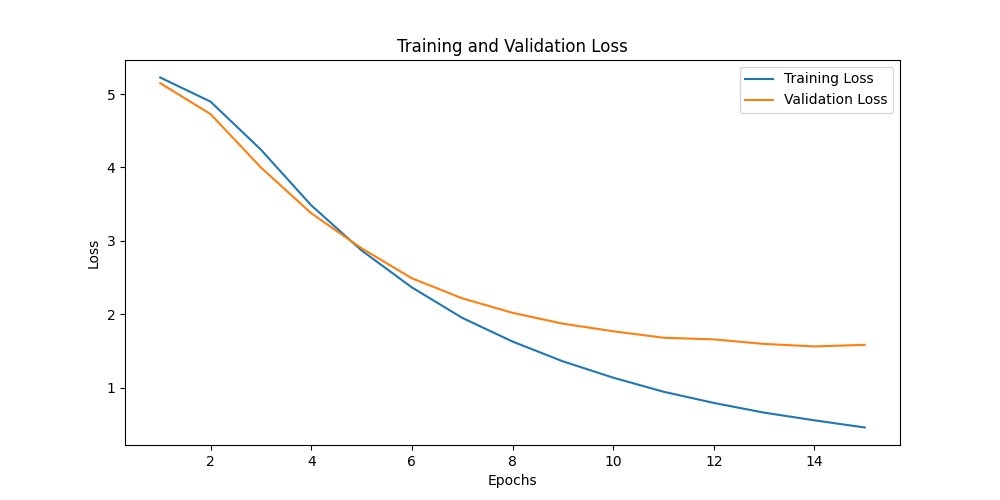 Training and Validation Loss
Training Loss
Validation Loss
Loss
5
4
3
2
1
2 4 6 8 10 12 14
Epochs